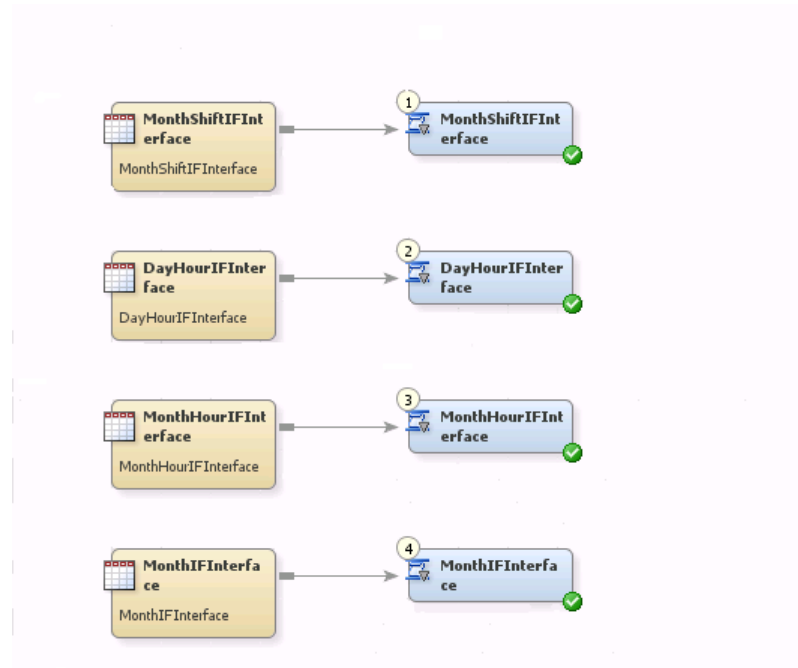 1
MonthShiftIFInt
erface
MonthShiftIFInterface
MonthShiftIFInt
erface
2
DayHourIFInter
face
DayHourIFInterface
DayHourIFInter
face
3
MonthHourIFInt
erface
MonthHourIFInterface
MonthHourIFInt
erface
4
MonthIFInterfa
ce
MonthIFInterface
MonthIFInterfa
ce